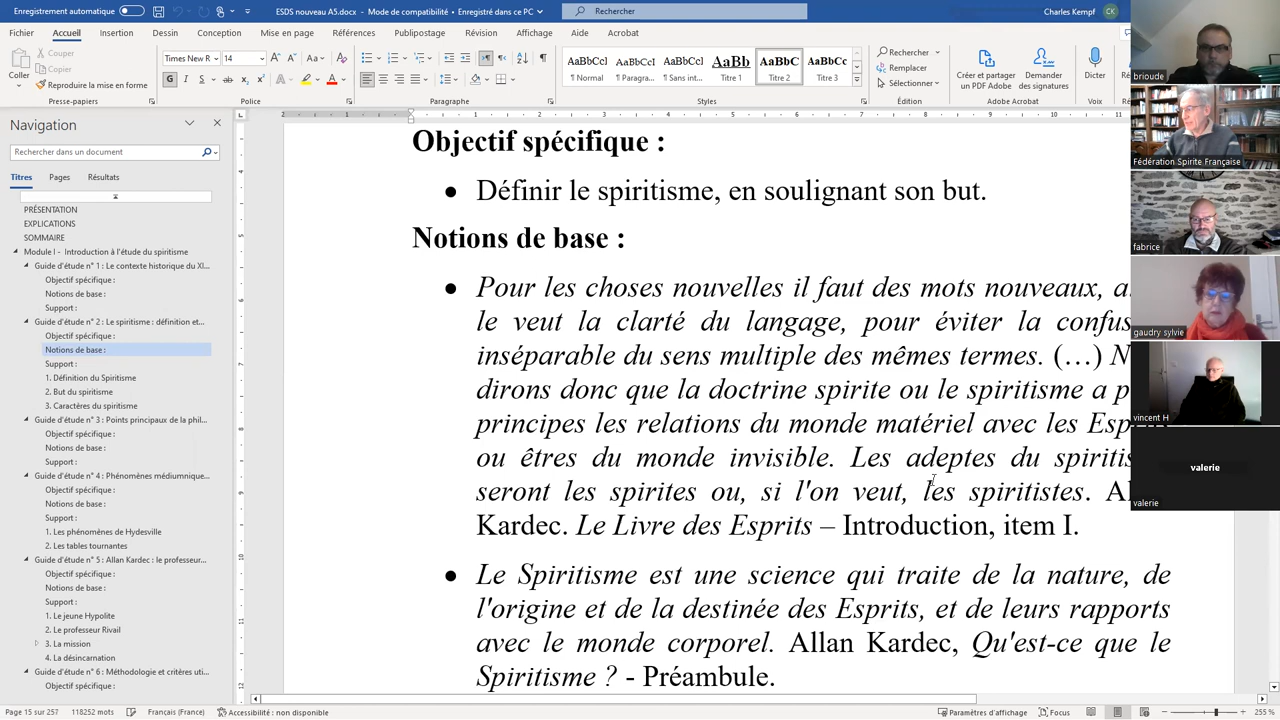 Enregistrement automatique
ESDS nouveau A5.docx - Mode de compatibilité • Enregistré dans ce PC
Rechercher
Charles Kempf
CK
Fichier
Accueil
Insertion
Dessin
Conception
Mise en page
Références
Publipostage
Révision
Affichage
Aide
Acrobat
Coller
Couper
Copier
Reproduire la mise en forme
Presse-papiers
Times New R
14
Police
Paragraphe
AaBbCcI
¶ Normal
AaBbCcI
¶ Paragra...
AaBbCcI
¶ Sans int...
AaBb
Titre 1
AaBbC
Titre 2
AaBbCc
Titre 3
Styles
Rechercher
Remplacer
Sélectionner
Édition
Créer et partager
un PDF Adobe
Demander
des signatures
Adobe Acrobat
Dicter
Voix
Navigation
Rechercher dans un document
Titres
Pages
Résultats
PRÉSENTATION
EXPLICATIONS
SOMMAIRE
Module I - Introduction à l'étude du spiritisme
Guide d'étude n° 1 : Le contexte historique du XI...
Objectif spécifique :
Notions de base :
Support :
Guide d'étude n° 2 : Le spiritisme : définition et...
Objectif spécifique :
Notions de base :
Support :
1. Définition du Spiritisme
2. But du spiritisme
3. Caractères du spiritisme
Guide d'étude n° 3 : Points principaux de la phil...
Objectif spécifique :
Notions de base :
Support :
Guide d'étude n° 4 : Phénomènes médiumnique...
Objectif spécifique :
Notions de base :
Support :
1. Les phénomènes de Hydesville
2. Les tables tournantes
Guide d'étude n° 5 : Allan Kardec : le professeur...
Objectif spécifique :
Notions de base :
Support :
1. Le jeune Hypolite
2. Le professeur Rivail
3. La mission
4. La désincarnation
Guide d'étude n° 6 : Méthodologie et critères uti...
Objectif spécifique :
Objectif spécifique :
• Définir le spiritisme, en soulignant son but.
Notions de base :
• Pour les choses nouvelles il faut des mots nouveaux,
le veut la clarté du langage, pour éviter la confus
inséparable du sens multiple des mêmes termes. (…) N
dirons donc que la doctrine spirite ou le spiritisme a p
principes les relations du monde matériel avec les Esp
ou êtres du monde invisible. Les adeptes du spiritis
seront les spirites ou, si l'on veut, les spiritistes. Al
Kardec. Le Livre des Esprits – Introduction, item I.
• Le Spiritisme est une science qui traite de la nature, de
l'origine et de la destinée des Esprits, et de leurs rapports
avec le monde corporel. Allan Kardec, Qu'est-ce que le
Spiritisme ? - Préambule.
brioude
Fédération Spirite Française
fabrice
gaudry sylvie
vincent H
valerie
valerie
Page 15 sur 257
118252 mots
Français (France)
Accessibilité : non disponible
Paramètres d'affichage
Focus
255 %